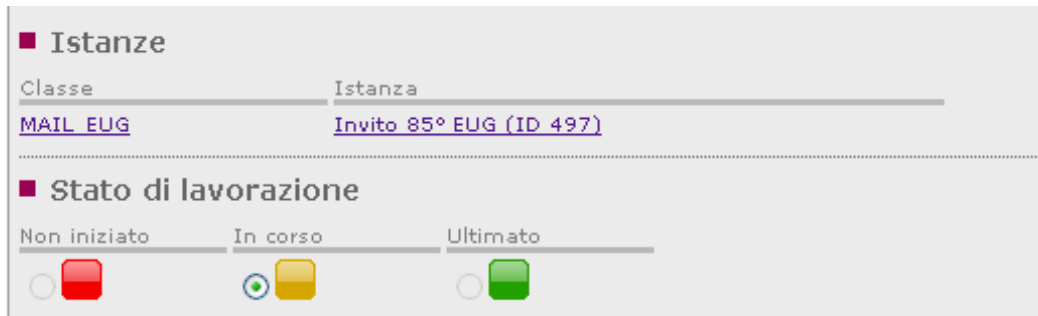 Istanze
Classe Istanza
MAIL EUG Invito 85° EUG (ID 497)
Stato di lavorazione
Non iniziato In corso Ultimato